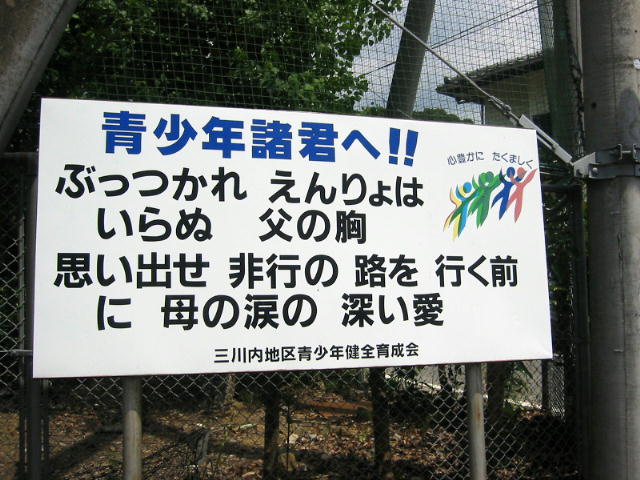 青少年諸君へ!!
心豊かに たくましく
ぶっつかれ えんりょは
いらぬ 父の胸
思い出せ 非行の 路を 行く前
に 母の涙の 深い愛
三川内地区青少年健全育成会